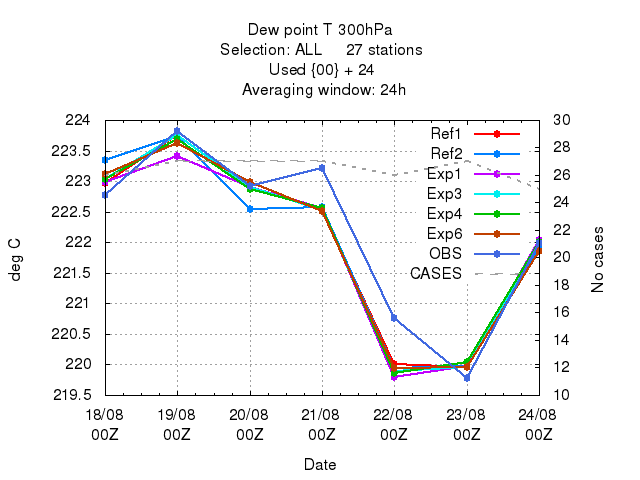 Dew point T 300hPa
Selection: ALL 27 stations
Used {00} + 24
Averaging window: 24h
224
223.5
223
222.5
222
221.5
221
220.5
220
219.5
30
28
26
24
22
20
18
16
14
12
10
deg C
No cases
Ref1
Ref2
Exp1
Exp3
Exp4
Exp6
OBS
CASES
18/08 19/08 20/08 21/08 22/08 23/08 24/08
00Z 00Z 00Z 00Z 00Z 00Z 00Z
Date